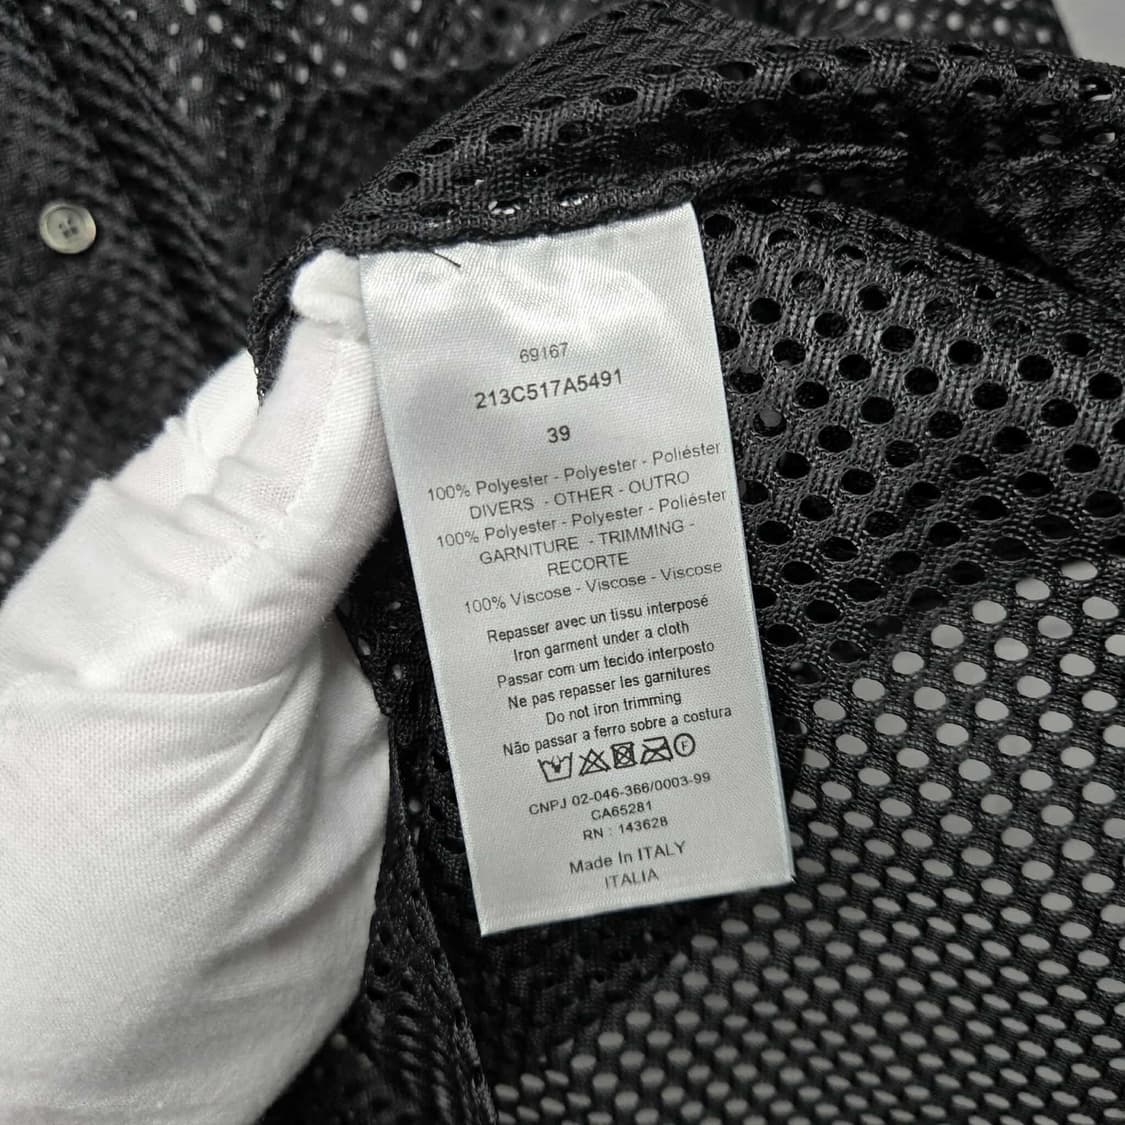 69167
213C517A5491
39
100% Polyester - Polyester - Poliéster
DIVERS - OTHER - OUTRO
100% Polyester - Polyester - Poliéster
GARNITURE - TRIMMING -
RECORTE
100% Viscose - Viscose - Viscose
Repasser avec un tissu interposé
Iron garment under a cloth
Passar com um tecido interposto
Ne pas repasser les garnitures
Do not iron trimming
Não passar a ferro sobre a costura
F
CNPJ 02-046-366/0003-99
CA65281
RN : 143628
Made In ITALY
ITALIA